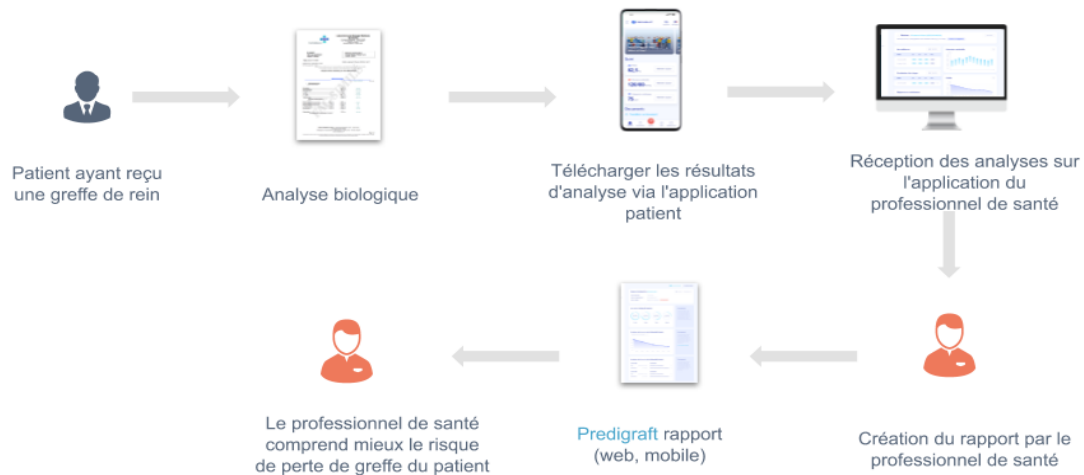 Patient ayant reçu
une greffe de rein
Analyse biologique
Télécharger les résultats
d'analyse via l'application
patient
Réception des analyses sur
l'application du
professionnel de santé
Le professionnel de santé
comprend mieux le risque
de perte de greffe du patient
Predigraft rapport
(web, mobile)
Création du rapport par le
professionnel de santé